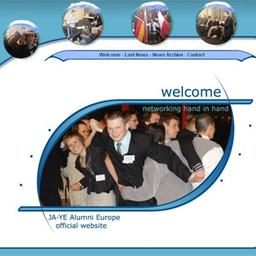 Welcome - Last News - News Archive - Contact
welcome
networking hand in hand
JA-YE Alumni Europe
official website